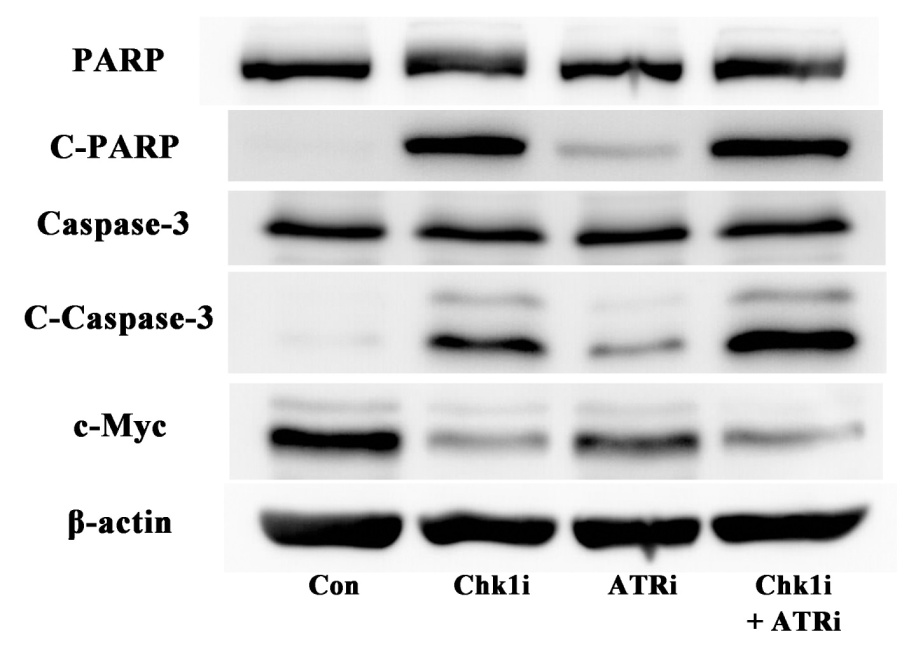 PARP
C-PARP
Caspase-3
C-Caspase-3
c-Myc
β-actin
Con Chk1i ATRi Chk1i
+ ATRi